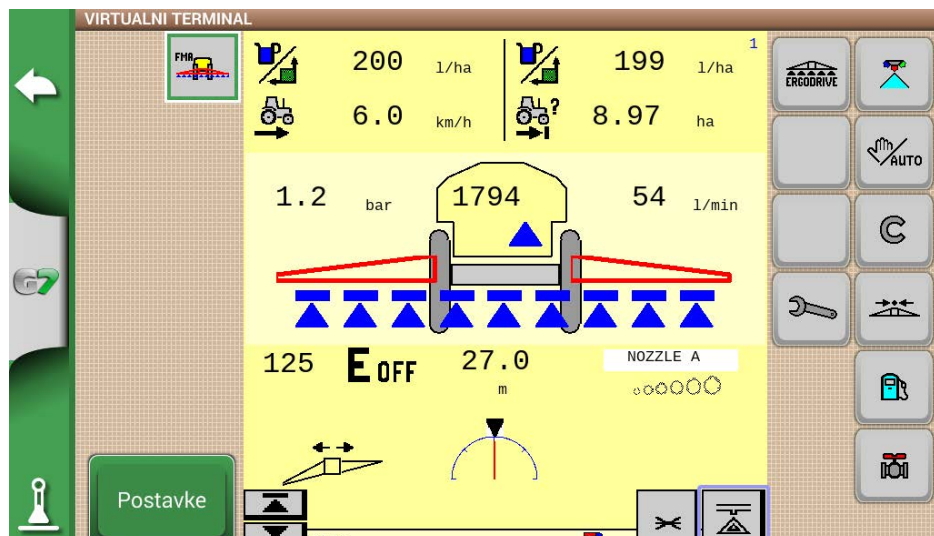 VIRTUALNI TERMINAL
FMA
200 l/ha
199 l/ha
1
6.0 km/h
?
8.97 ha
ERGODRIVE
AUTO
1.2 bar
1794
54 l/min
C
G7
125
E OFF
27.0
m
NOZZLE A
Postavke